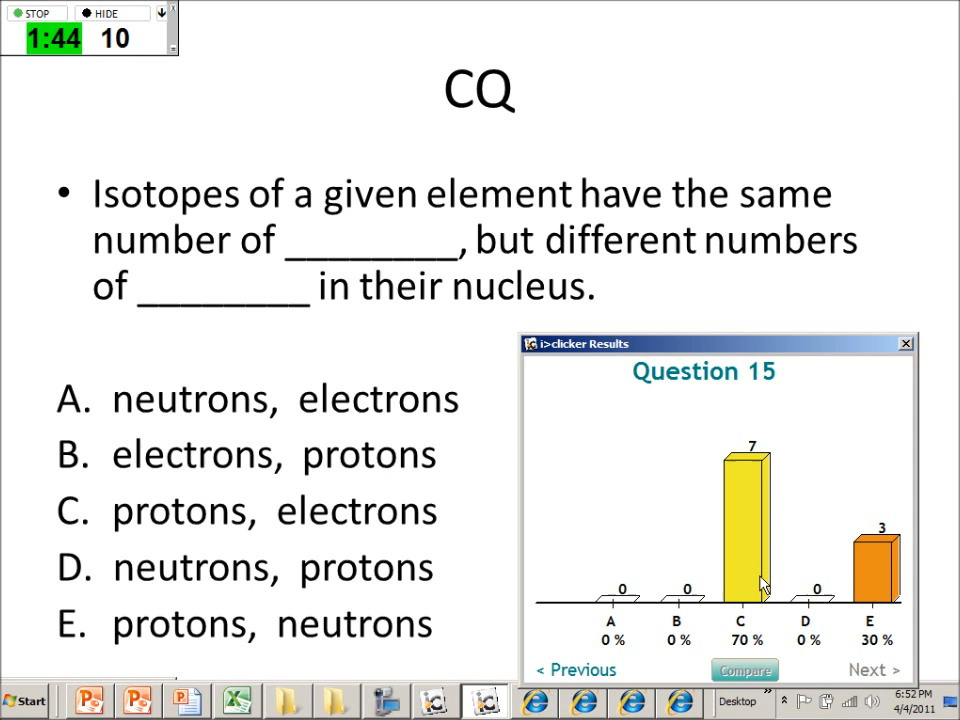 STOP HIDE
1:44 10
CQ
• Isotopes of a given element have the same
number of ________, but different numbers
of ________ in their nucleus.
A. neutrons, electrons
B. electrons, protons
C. protons, electrons
D. neutrons, protons
E. protons, neutrons
i>clicker Results
Question 15
7
3
0 0 0
A B C D E
0 % 0 % 70 % 0 % 30 %
< Previous Compare Next >
Start Desktop 6:52 PM
4/4/2011